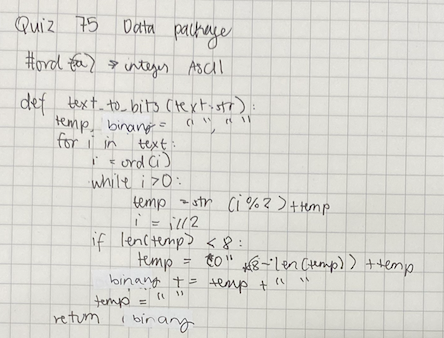 Quiz 75 Data package
#ord (a) → integer ASCII
def text_to_bits (text: str):
temp, binary = " ", " "
for i in text:
i = ord(i)
while i > 0:
temp = str (i % 2) + temp
i = i // 2
if len(temp) < 8:
temp = "0" * (8 - len(temp)) + temp
binary += temp + " "
temp = " "
return binary